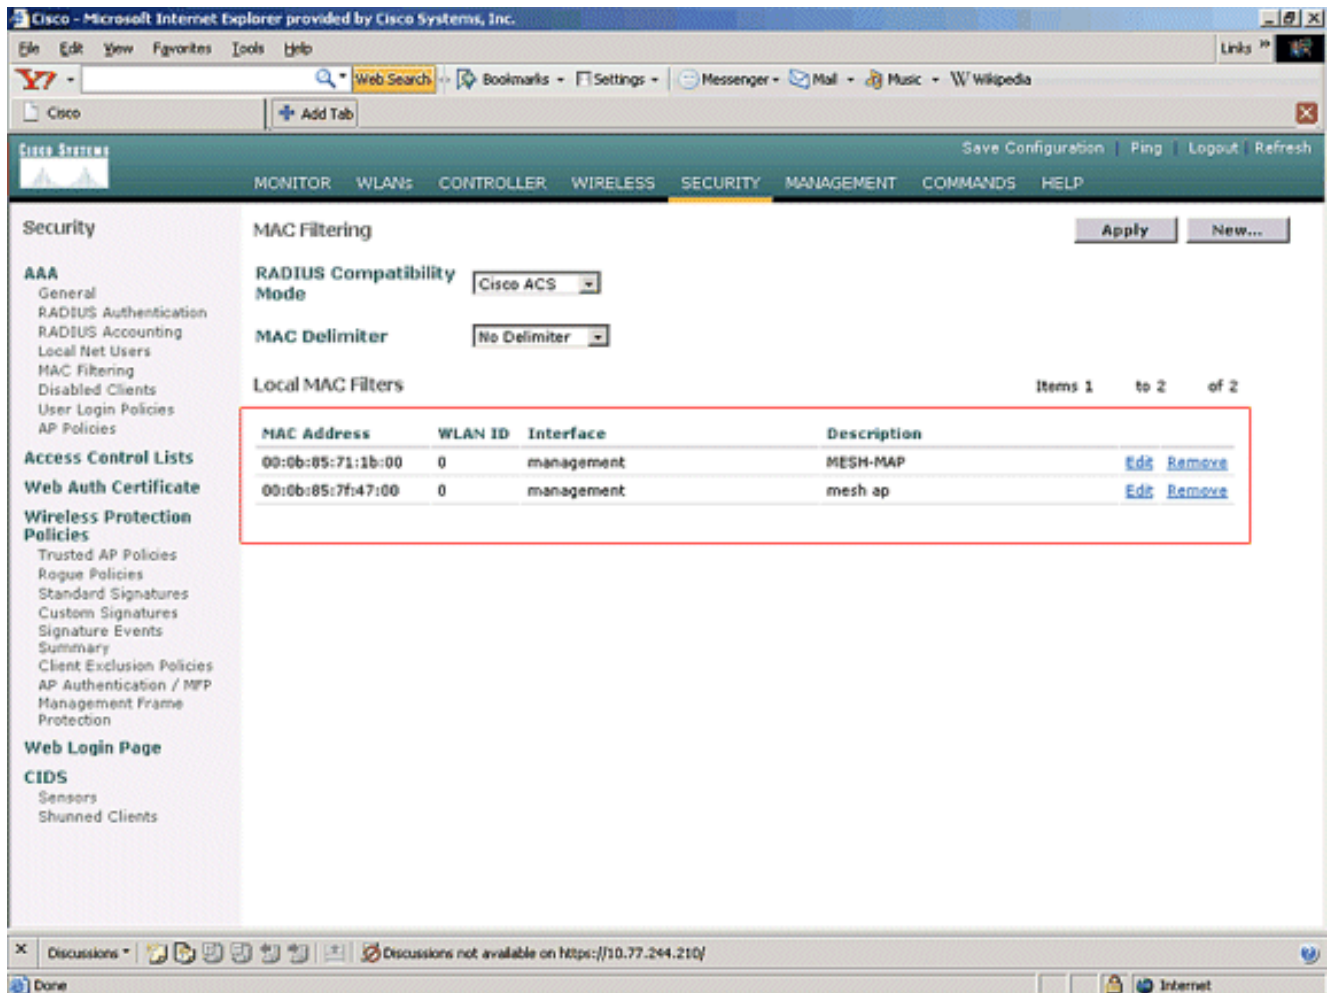 Cisco - Microsoft Internet Explorer provided by Cisco Systems, Inc.
File Edit View Favorites Tools Help Links »
Y? Web Search Bookmarks Settings Messenger Mail Music W Wikipedia
Cisco Add Tab
CISCO SYSTEMS
Save Configuration | Ping | Logout | Refresh
MONITOR WLANs CONTROLLER WIRELESS SECURITY MANAGEMENT COMMANDS HELP
Security
AAA
General
RADIUS Authentication
RADIUS Accounting
Local Net Users
MAC Filtering
Disabled Clients
User Login Policies
AP Policies
Access Control Lists
Web Auth Certificate
Wireless Protection
Policies
Trusted AP Policies
Rogue Policies
Standard Signatures
Custom Signatures
Signature Events
Summary
Client Exclusion Policies
AP Authentication / MFP
Management Frame
Protection
Web Login Page
CIDS
Sensors
Shunned Clients
MAC Filtering Apply New...
RADIUS Compatibility
Mode Cisco ACS
MAC Delimiter No Delimiter
Local MAC Filters Items 1 to 2 of 2
MAC Address WLAN ID Interface Description
00:0b:85:71:1b:00 0 management MESH-MAP Edit Remove
00:0b:85:7f:47:00 0 management mesh ap Edit Remove
Discussions Discussions not available on https://10.77.244.210/
Done Internet